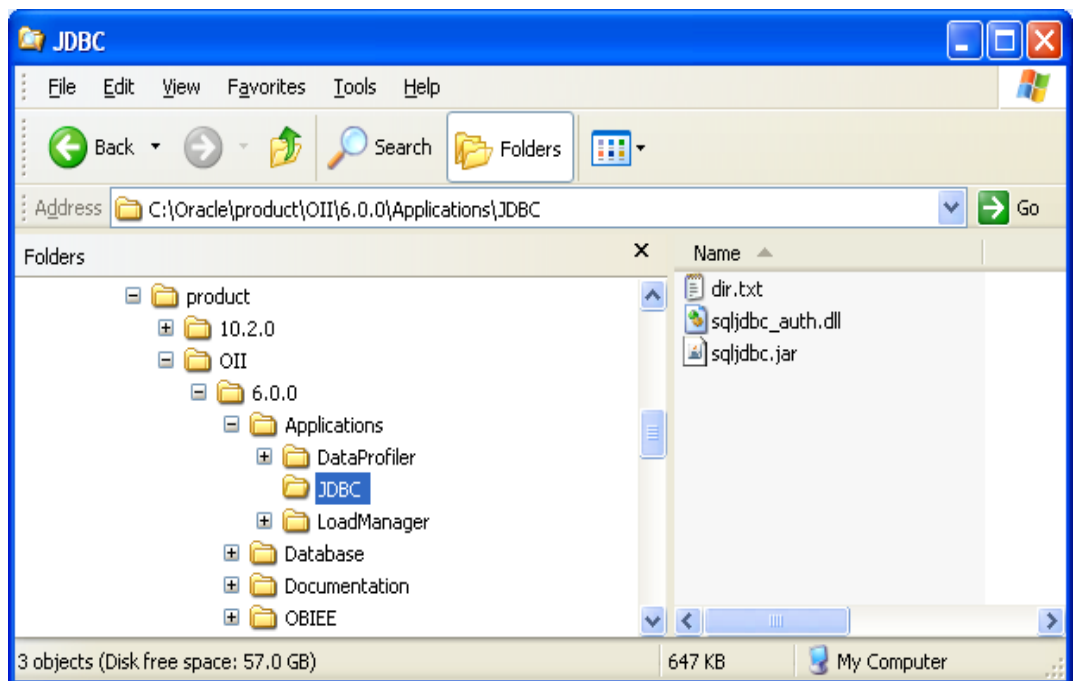 JDBC
File Edit View Favorites Tools Help
Back Search Folders
Address C:\Oracle\product\OII\6.0.0\Applications\JDBC Go
Folders X Name
product
10.2.0
OII
6.0.0
Applications
DataProfiler
JDBC
LoadManager
Database
Documentation
OBIEE
dir.txt
sqljdbc_auth.dll
sqljdbc.jar
3 objects (Disk free space: 57.0 GB) 647 KB My Computer